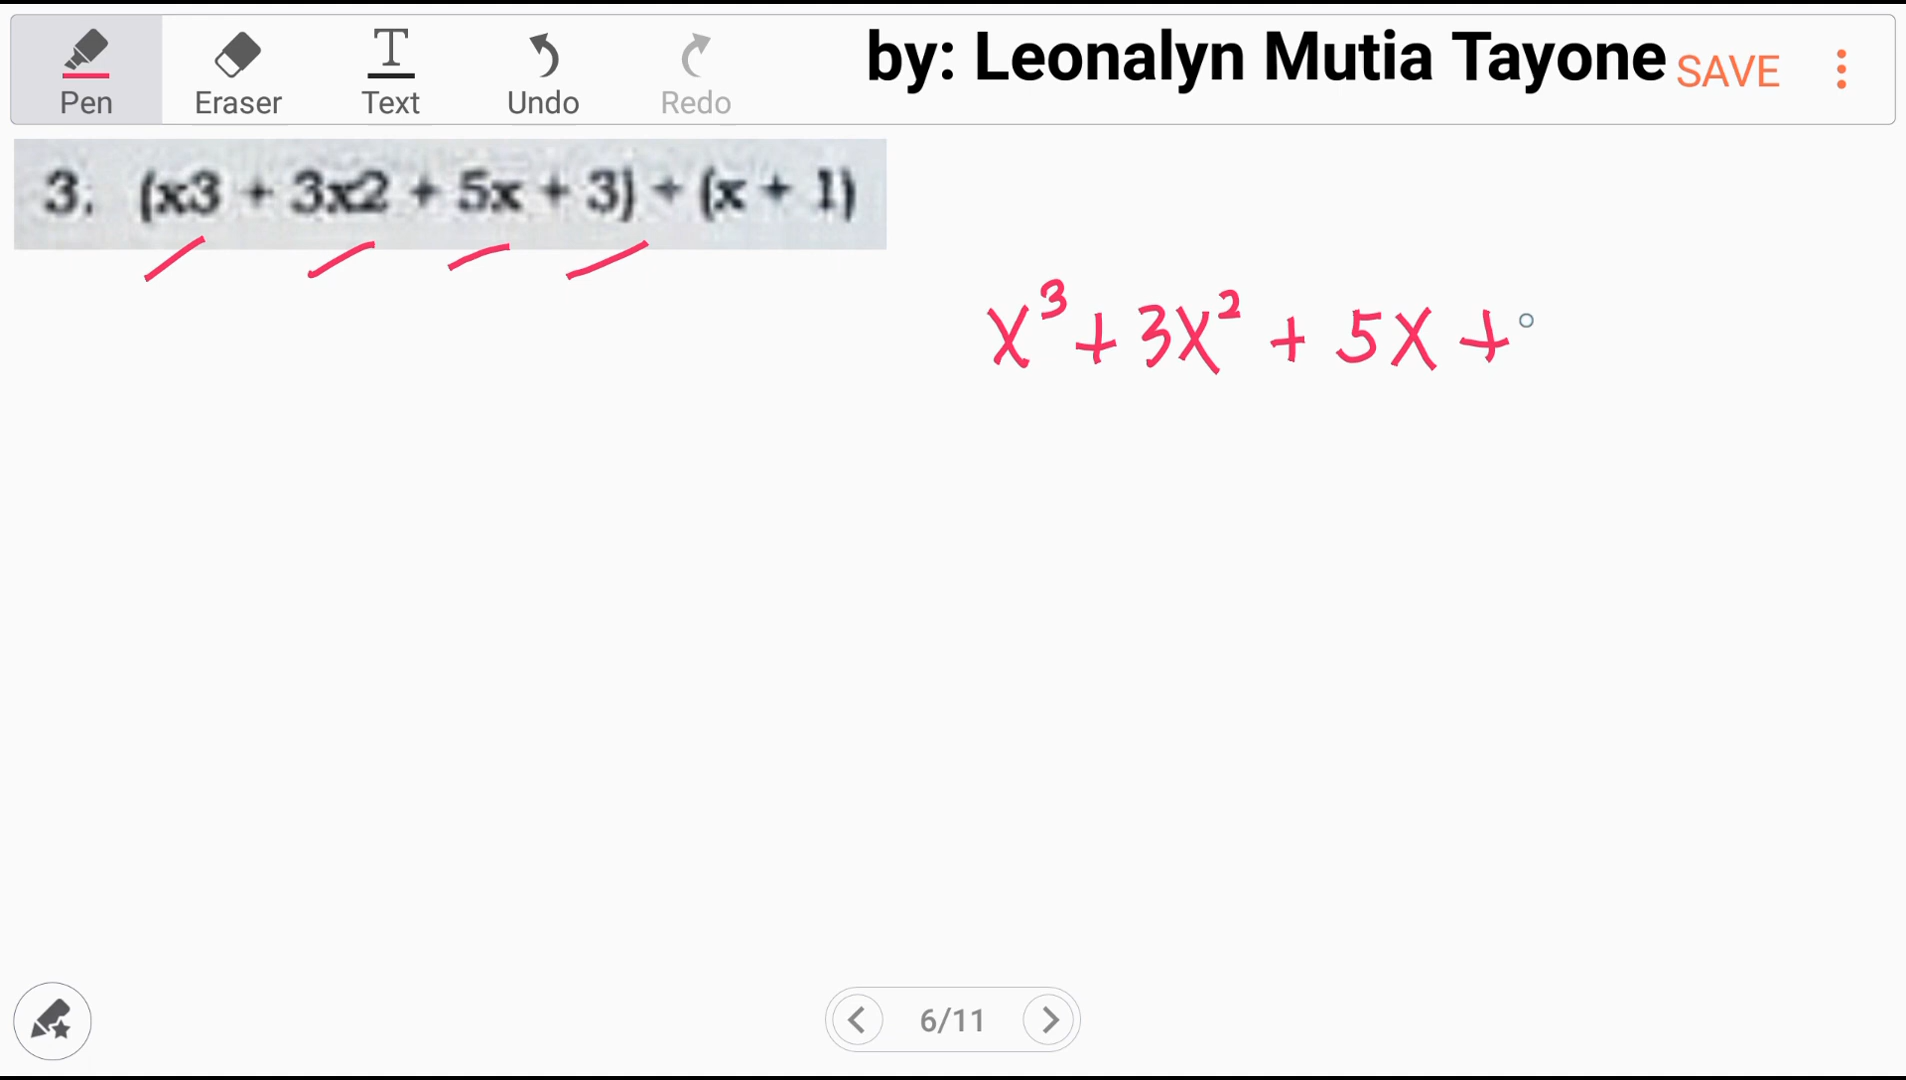 by: Leonalyn Mutia Tayone SAVE
Pen Eraser Text Undo Redo
3. (x3 + 3x2 + 5x + 3) ÷ (x + 1)
x³ + 3x² + 5x +
6/11